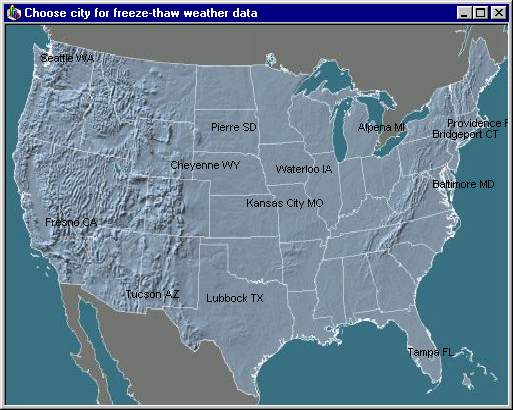 Choose city for freeze-thaw weather data
Seattle WA
Providence R
Pierre SD
Alpena MI
Bridgeport CT
Cheyenne WY
Waterloo IA
Baltimore MD
Kansas City MO
Fresno CA
Tucson AZ
Lubbock TX
Tampa FL